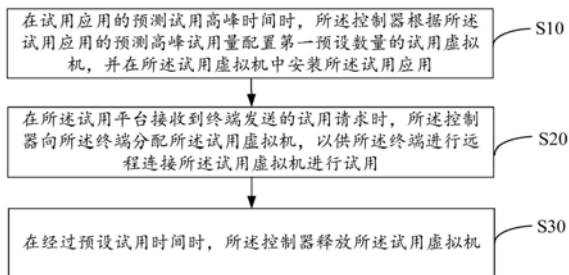 在试用应用的预测试用高峰时间时，所述控制器根据所述
试用应用的预测高峰试用量配置第一预设数量的试用虚拟
机，并在所述试用虚拟机中安装所述试用应用
S10
在所述试用平台接收到终端发送的试用请求时，所述控制
器向所述终端分配所述试用虚拟机，以供所述终端进行远
程连接所述试用虚拟机进行试用
S20
在经过预设试用时间时，所述控制器释放所述试用虚拟机
S30